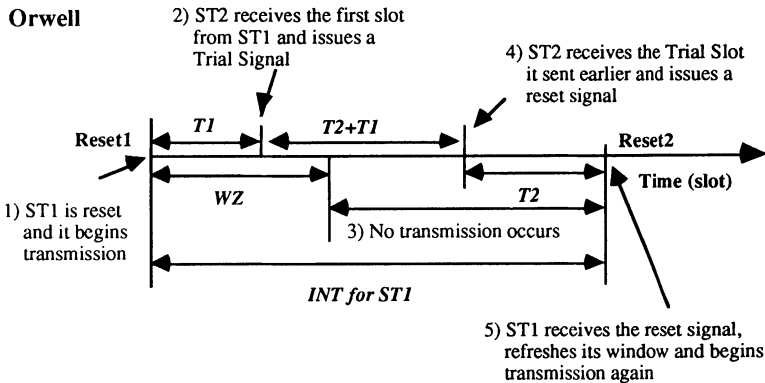 Orwell
2) ST2 receives the first slot
from ST1 and issues a
Trial Signal
4) ST2 receives the Trial Slot
it sent earlier and issues a
reset signal
Reset1
T1
T2+T1
Reset2
WZ
T2
Time (slot)
1) ST1 is reset
and it begins
transmission
3) No transmission occurs
INT for ST1
5) ST1 receives the reset signal,
refreshes its window and begins
transmission again